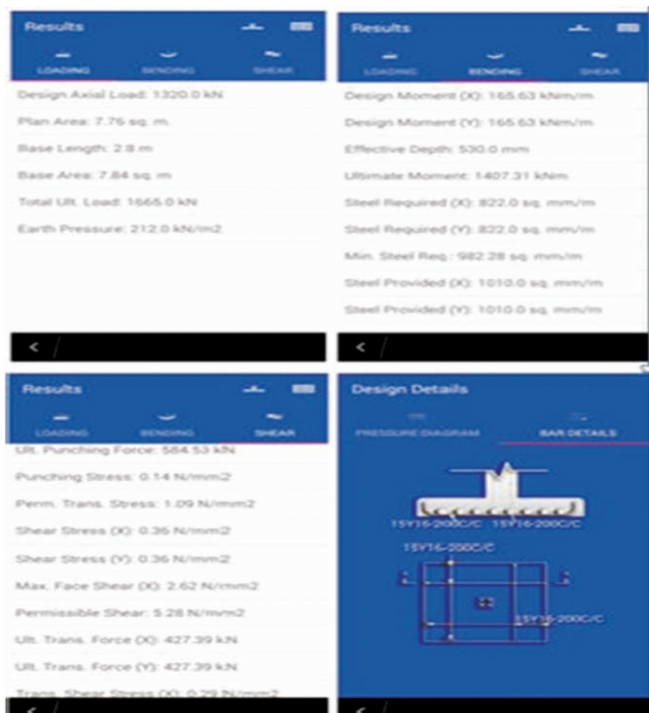 Results
LOADING BENDING SHEAR
Design Axial Load: 1320.0 kN
Plan Area: 7.76 sq. m.
Base Length: 2.8 m
Base Area: 7.84 sq. m
Total Ult. Load: 1665.0 kN
Earth Pressure: 212.0 kN/m2
Results
LOADING BENDING SHEAR
Design Moment (X): 165.63 kNm/m
Design Moment (Y): 165.63 kNm/m
Effective Depth: 530.0 mm
Ultimate Moment: 1407.31 kNm
Steel Required (X): 822.0 sq. mm/m
Steel Required (Y): 822.0 sq. mm/m
Min. Steel Req.: 982.28 sq. mm/m
Steel Provided (X): 1010.0 sq. mm/m
Steel Provided (Y): 1010.0 sq. mm/m
Results
LOADING BENDING SHEAR
Ult. Punching Force: 584.53 kN
Punching Stress: 0.14 N/mm2
Perm. Trans. Stress: 1.09 N/mm2
Shear Stress (X): 0.36 N/mm2
Shear Stress (Y): 0.36 N/mm2
Max. Face Shear (X): 2.62 N/mm2
Permissible Shear: 5.28 N/mm2
Ult. Trans. Force (X): 427.39 kN
Ult. Trans. Force (Y): 427.39 kN
Trans. Shear Stress (X): 0.29 N/mm2
Design Details
PRESSURE DIAGRAM BAR DETAILS
15Y16-200C/C 15Y16-200C/C
15Y16-200C/C
15Y16-200C/C